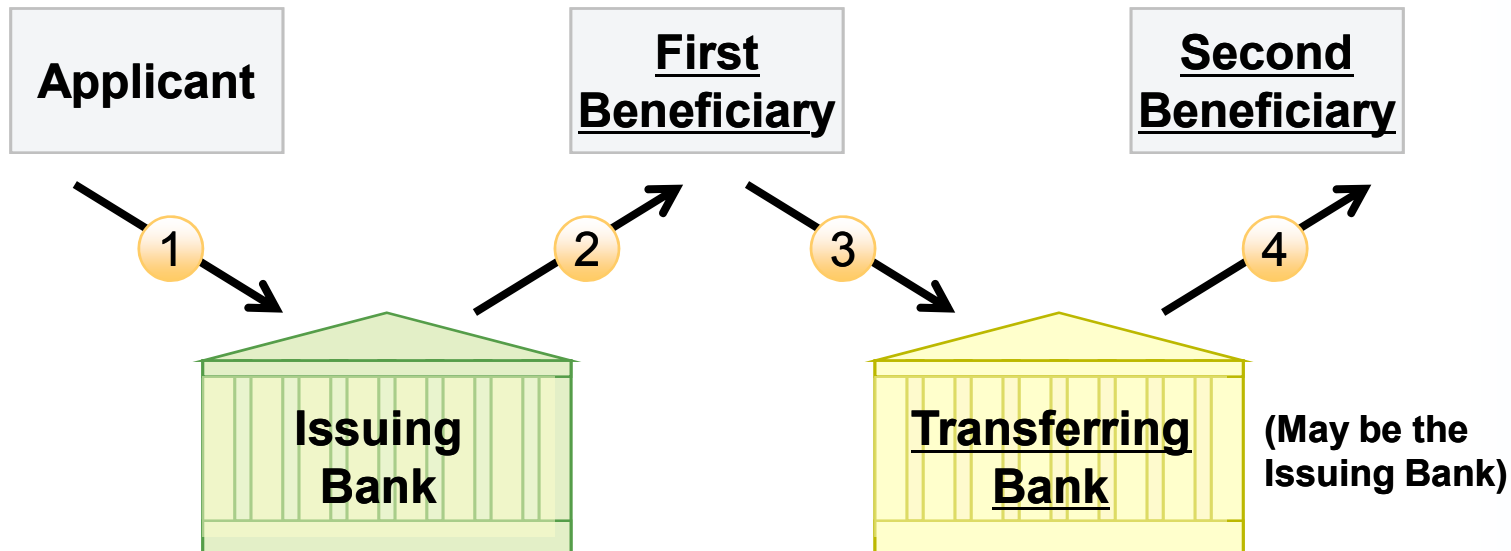 Applicant
First
Beneficiary
Second
Beneficiary
1
2
3
4
Issuing
Bank
Transferring
Bank
(May be the
Issuing Bank)